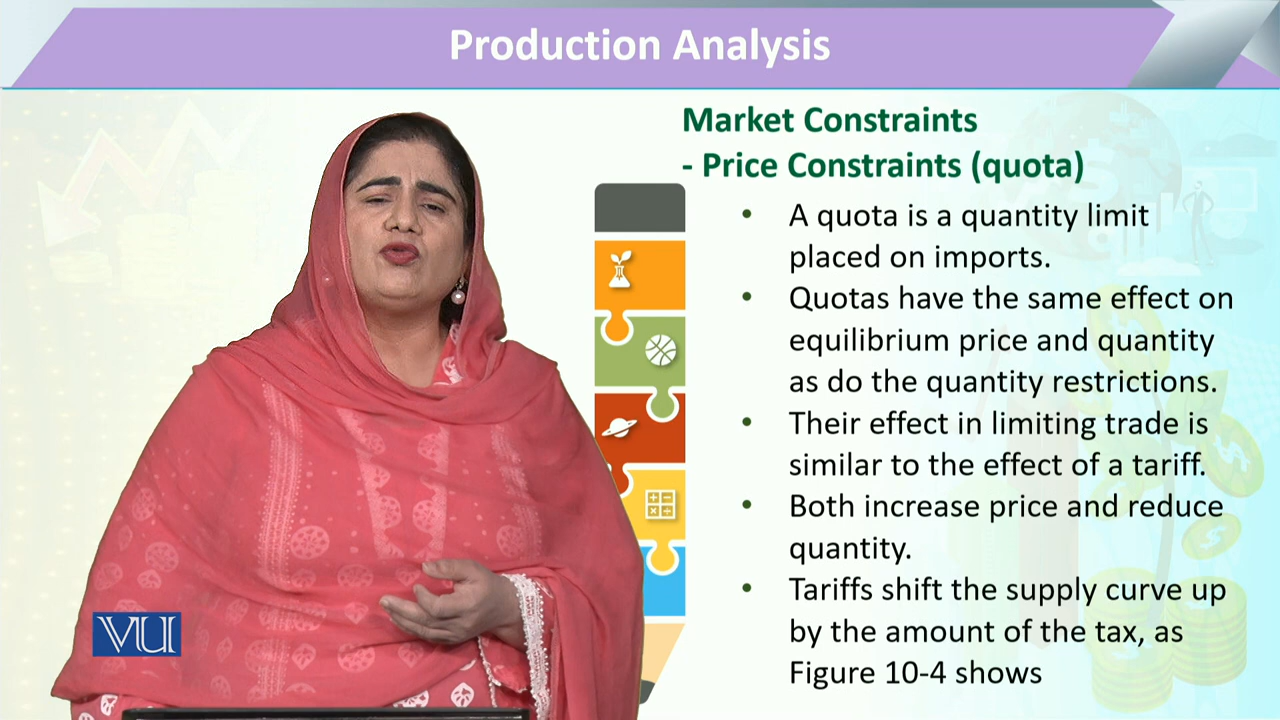 Production Analysis
Market Constraints
- Price Constraints (quota)
• A quota is a quantity limit
placed on imports.
• Quotas have the same effect on
equilibrium price and quantity
as do the quantity restrictions.
• Their effect in limiting trade is
similar to the effect of a tariff.
• Both increase price and reduce
quantity.
• Tariffs shift the supply curve up
by the amount of the tax, as
Figure 10-4 shows
VU